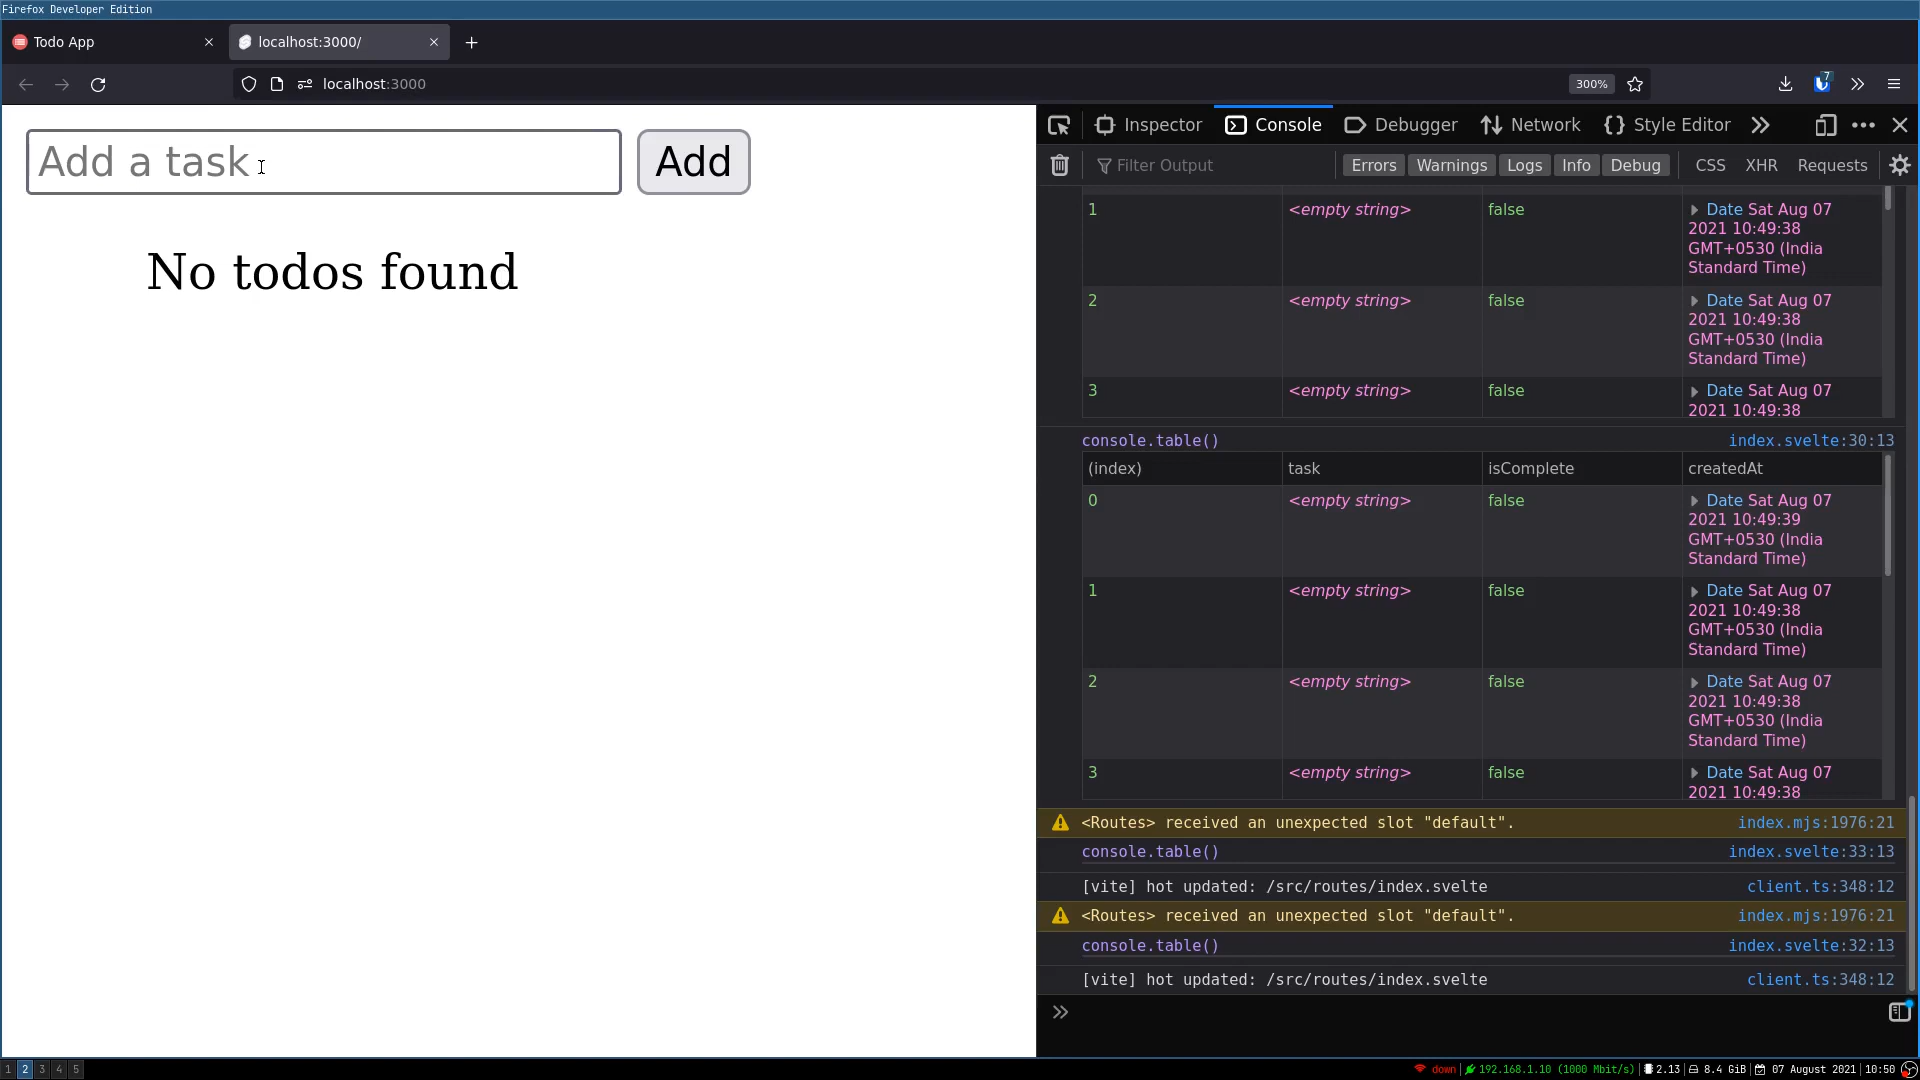 Firefox Developer Edition
Todo App
localhost:3000/
localhost:3000
300%
7
Add a task
Add
No todos found
Inspector
Console
Debugger
Network
Style Editor
Filter Output
Errors
Warnings
Logs
Info
Debug
CSS
XHR
Requests
1 <empty string> false Date Sat Aug 07
2021 10:49:38
GMT+0530 (India
Standard Time)
2 <empty string> false Date Sat Aug 07
2021 10:49:38
GMT+0530 (India
Standard Time)
3 <empty string> false Date Sat Aug 07
2021 10:49:38
console.table() index.svelte:30:13
(index) task isComplete createdAt
0 <empty string> false Date Sat Aug 07
2021 10:49:39
GMT+0530 (India
Standard Time)
1 <empty string> false Date Sat Aug 07
2021 10:49:38
GMT+0530 (India
Standard Time)
2 <empty string> false Date Sat Aug 07
2021 10:49:38
GMT+0530 (India
Standard Time)
3 <empty string> false Date Sat Aug 07
2021 10:49:38
<Routes> received an unexpected slot "default". index.mjs:1976:21
console.table() index.svelte:33:13
[vite] hot updated: /src/routes/index.svelte client.ts:348:12
<Routes> received an unexpected slot "default". index.mjs:1976:21
console.table() index.svelte:32:13
[vite] hot updated: /src/routes/index.svelte client.ts:348:12
1 2 3 4 5
down | 192.168.1.10 (1000 Mbit/s) | 2.13 | 8.4 GiB | 07 August 2021 | 10:50